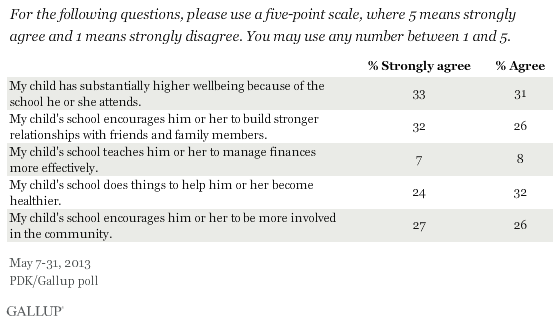 For the following questions, please use a five-point scale, where 5 means strongly
agree and 1 means strongly disagree. You may use any number between 1 and 5.
% Strongly agree % Agree
My child has substantially higher wellbeing because of the
school he or she attends. 33 31
My child's school encourages him or her to build stronger
relationships with friends and family members. 32 26
My child's school teaches him or her to manage finances
more effectively. 7 8
My child's school does things to help him or her become
healthier. 24 32
My child's school encourages him or her to be more involved
in the community. 27 26
May 7-31, 2013
PDK/Gallup poll
GALLUP